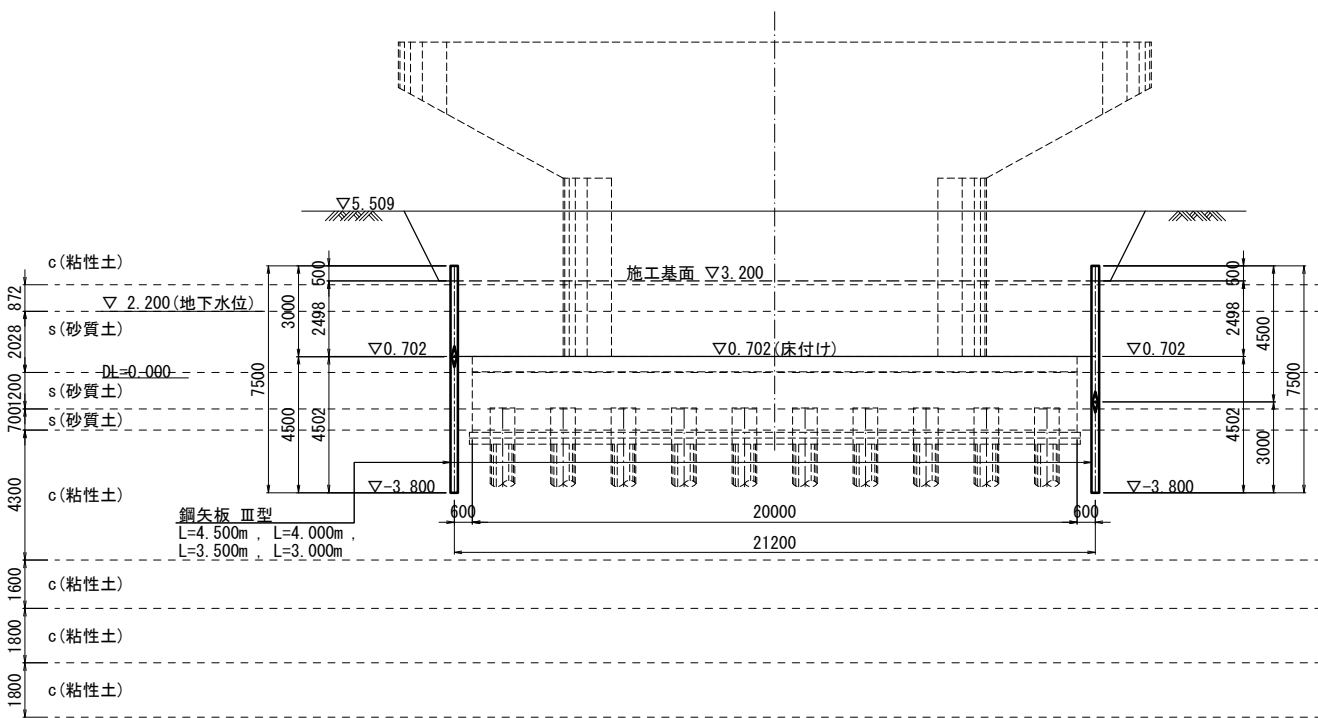 ▽5.509
c(粘性土)
施工基面 ▽3.200
872
▽ 2.200(地下水位)
500
3000
2498
500
2498
4500
2028
s(砂質土)
▽0.702
▽0.702(床付け)
▽0.702
7500
7500
DL=0.000
1200
s(砂質土)
700
s(砂質土)
4500
4502
4502
3000
4300
c(粘性土)
▽-3.800
▽-3.800
鋼矢板 Ⅲ型
L=4.500m , L=4.000m ,
L=3.500m , L=3.000m
600
20000
600
21200
1600
c(粘性土)
1800
c(粘性土)
1800
c(粘性土)